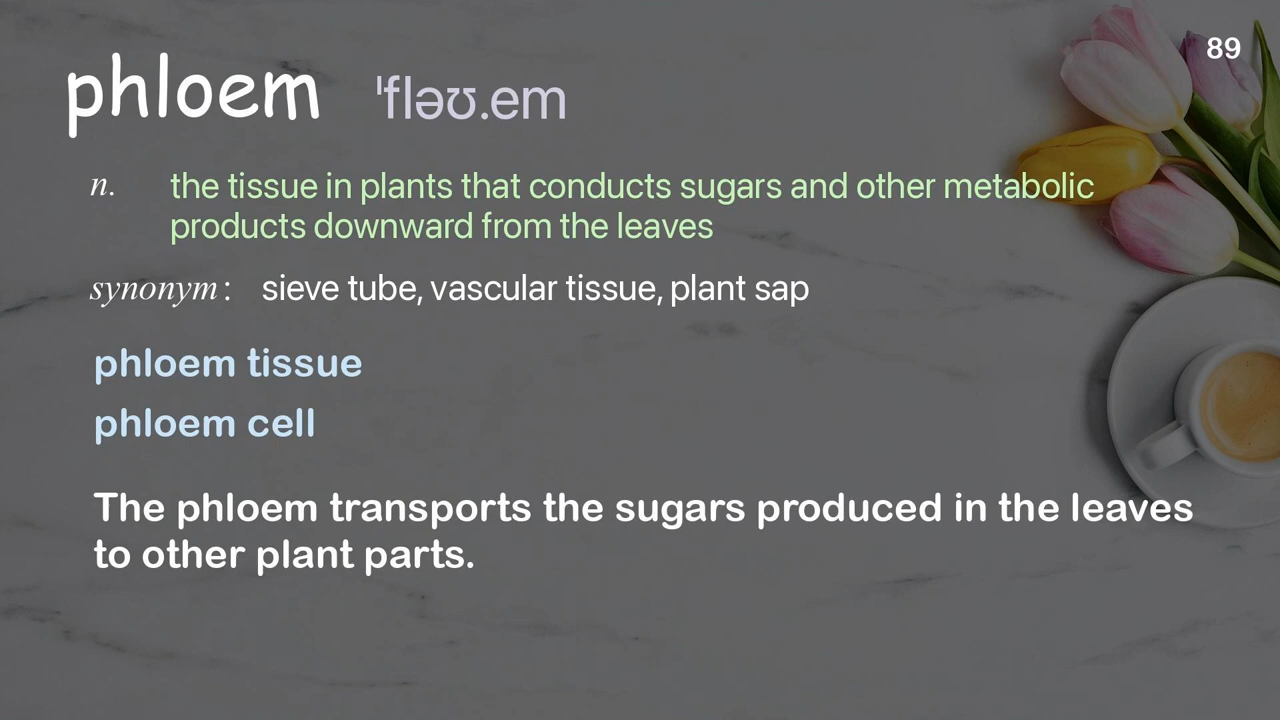 89
phloem ˈfləʊ.em
n. the tissue in plants that conducts sugars and other metabolic
products downward from the leaves
synonym: sieve tube, vascular tissue, plant sap
phloem tissue
phloem cell
The phloem transports the sugars produced in the leaves
to other plant parts.